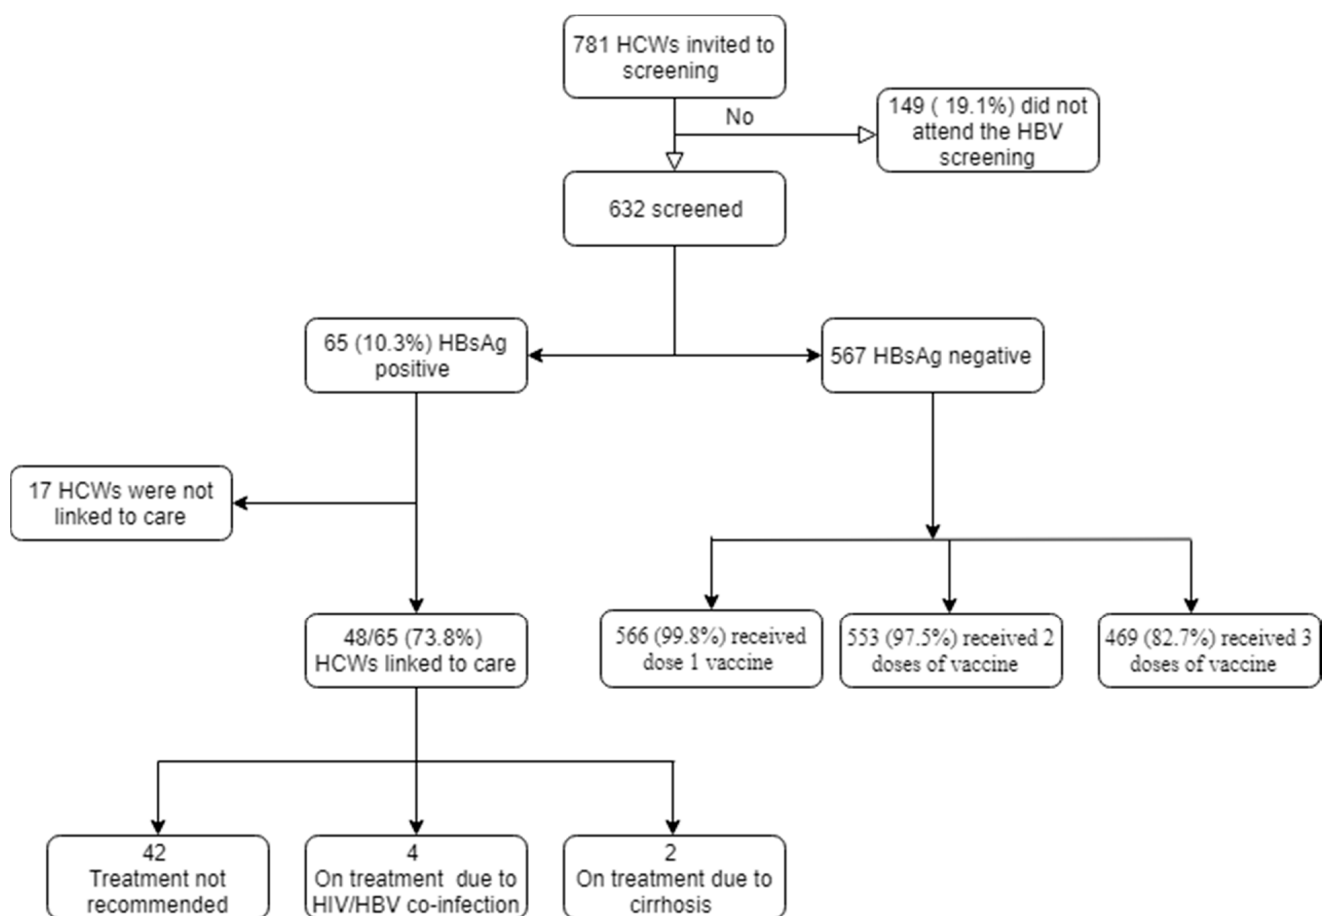 781 HCWs invited to
screening
No
149 ( 19.1%) did not
attend the HBV
screening
632 screened
65 (10.3%) HBsAg
positive
567 HBsAg negative
17 HCWs were not
linked to care
48/65 (73.8%)
HCWs linked to care
566 (99.8%) received
dose 1 vaccine
553 (97.5%) received 2
doses of vaccine
469 (82.7%) received 3
doses of vaccine
42
Treatment not
recommended
4
On treatment due to
HIV/HBV co-infection
2
On treatment due to
cirrhosis